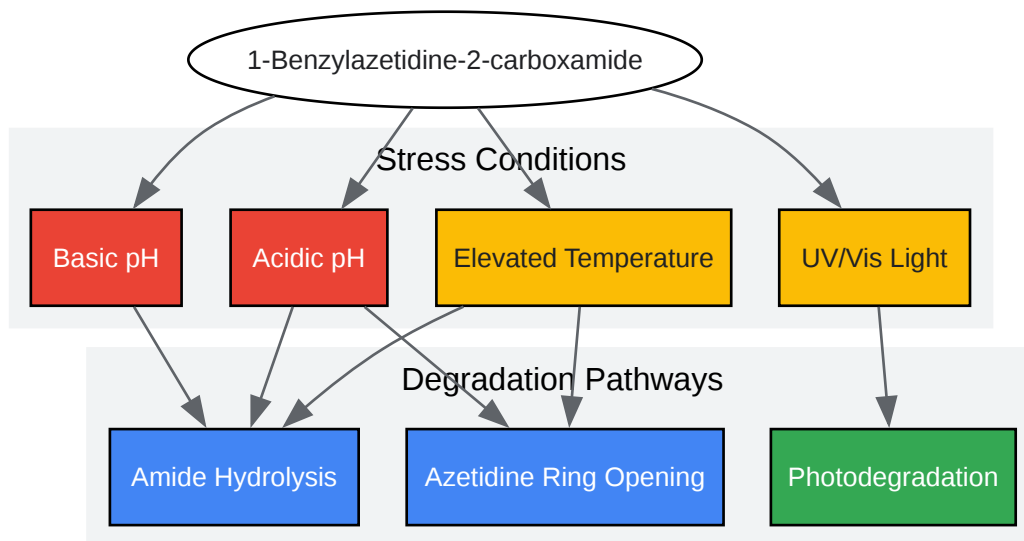 1-Benzylazetidine-2-carboxamide
Stress Conditions
Basic pH
Acidic pH
Elevated Temperature
UV/Vis Light
Degradation Pathways
Amide Hydrolysis
Azetidine Ring Opening
Photodegradation